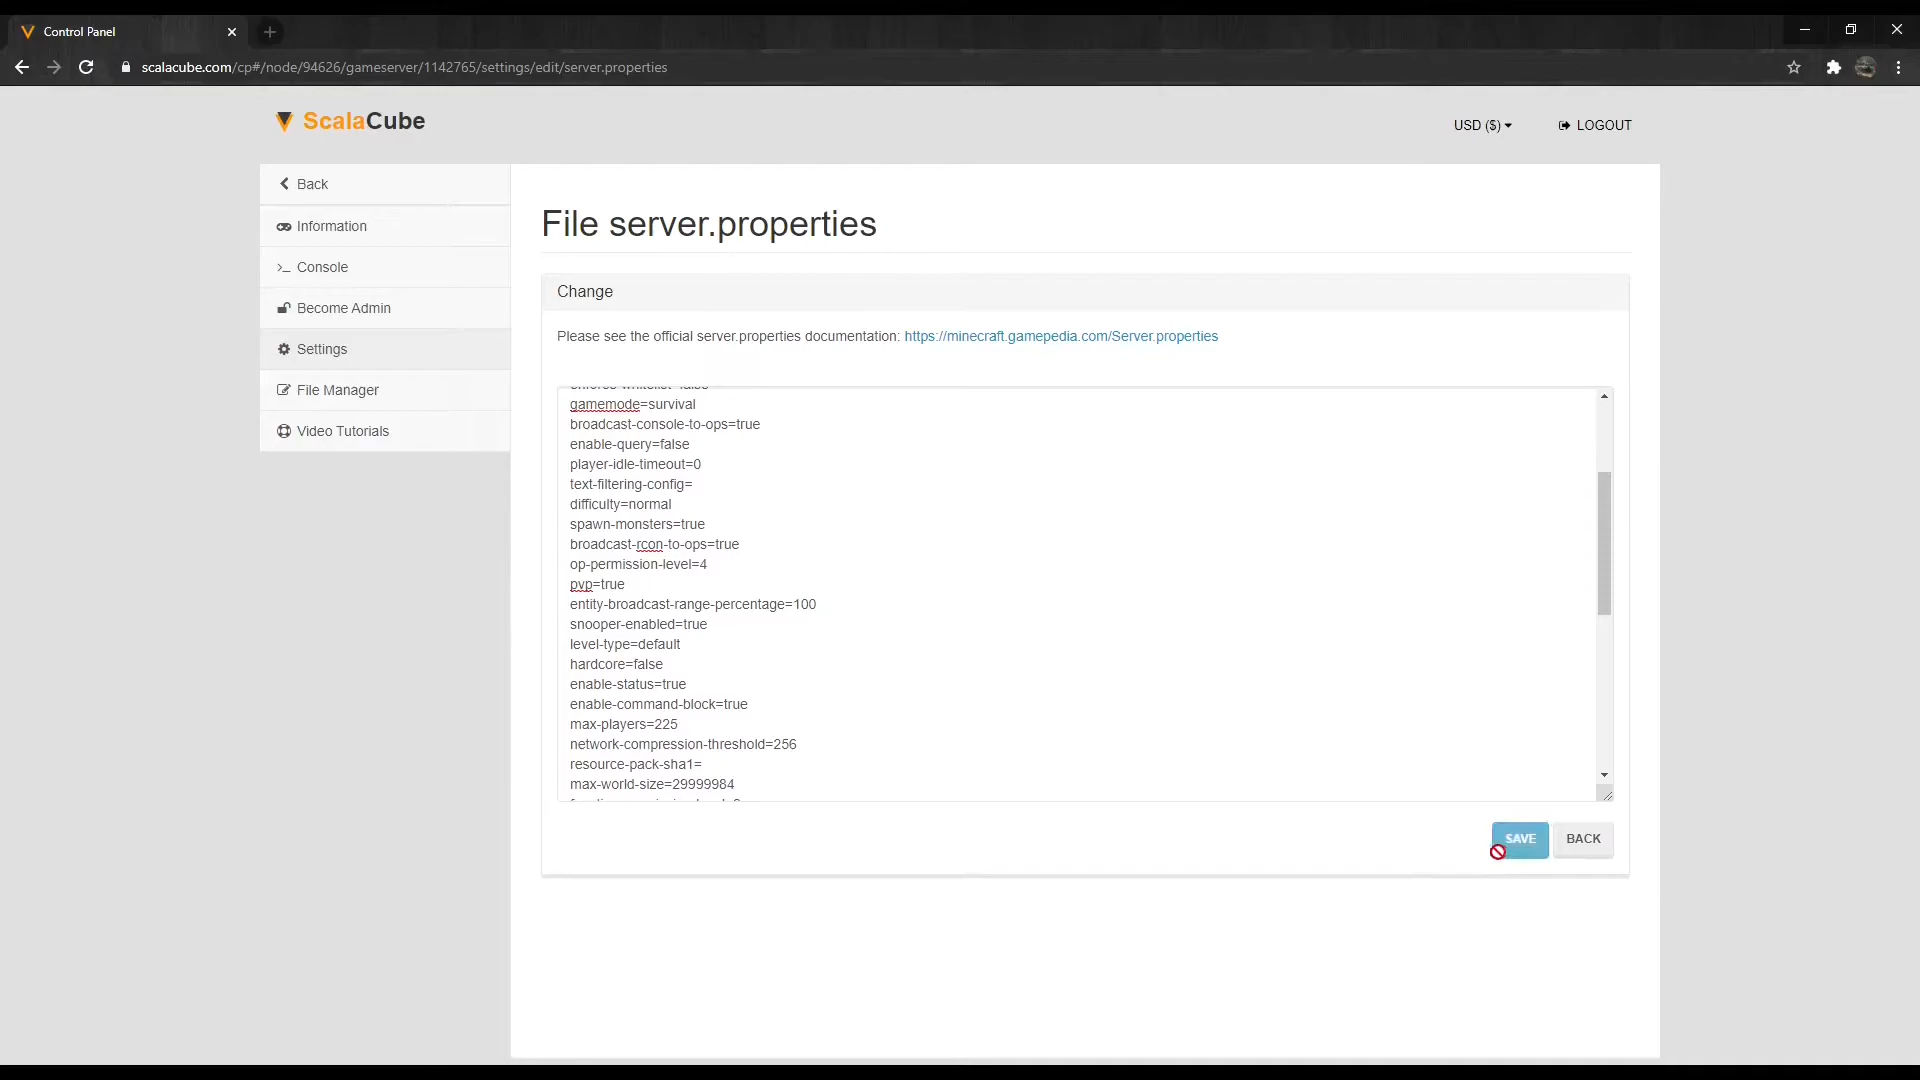 Control Panel
scalacube.com/cp#/node/94626/gameserver/1142765/settings/edit/server.properties
ScalaCube
USD ($)
LOGOUT
Back
Information
Console
Become Admin
Settings
File Manager
Video Tutorials
File server.properties
Change
Please see the official server.properties documentation: https://minecraft.gamepedia.com/Server.properties
gamemode=survival
broadcast-console-to-ops=true
enable-query=false
player-idle-timeout=0
text-filtering-config=
difficulty=normal
spawn-monsters=true
broadcast-rcon-to-ops=true
op-permission-level=4
pvp=true
entity-broadcast-range-percentage=100
snooper-enabled=true
level-type=default
hardcore=false
enable-status=true
enable-command-block=true
max-players=225
network-compression-threshold=256
resource-pack-sha1=
max-world-size=29999984
SAVE
BACK